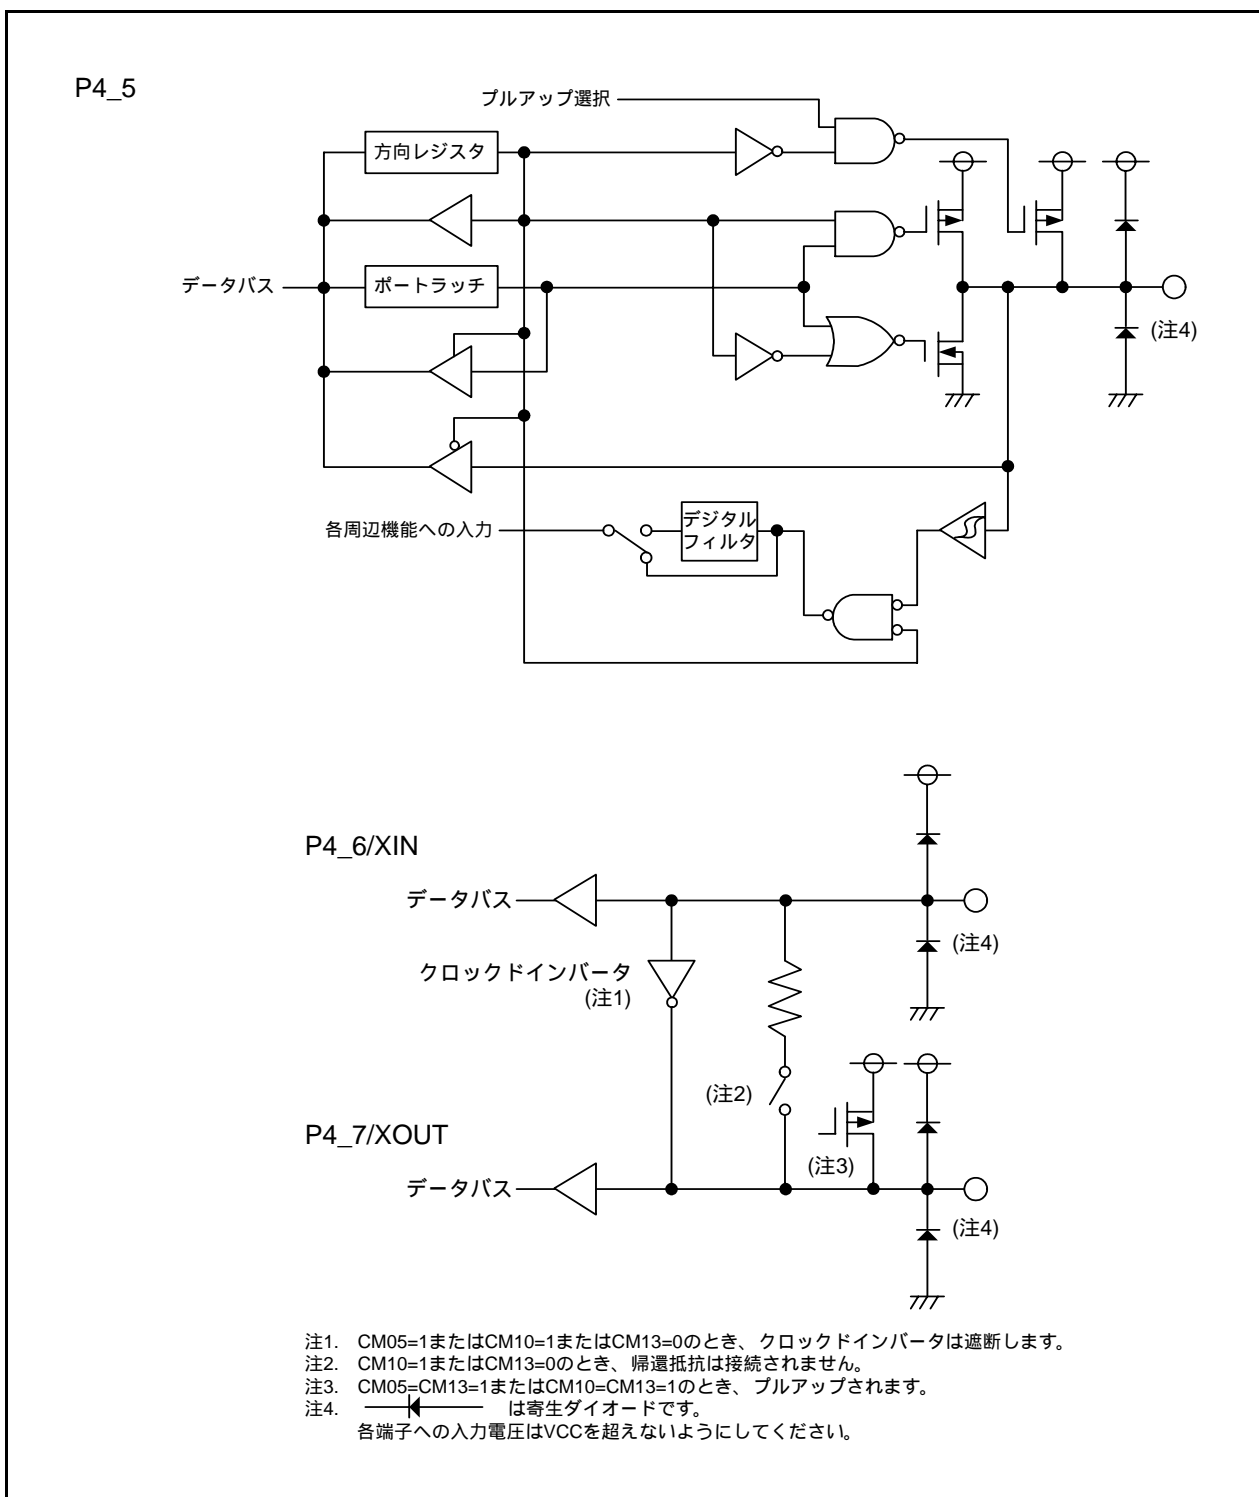 P4_5
プルアップ選択
方向レジスタ
データバス
ポートラッチ
(注4)
各周辺機能への入力
デジタル
フィルタ
P4_6/XIN
データバス
(注4)
クロックドインバータ
(注1)
(注2)
P4_7/XOUT
(注3)
データバス
(注4)
注1. CM05=1またはCM10=1またはCM13=0のとき、クロックドインバータは遮断します。
注2. CM10=1またはCM13=0のとき、帰還抵抗は接続されません。
注3. CM05=CM13=1またはCM10=CM13=1のとき、プルアップされます。
注4. は寄生ダイオードです。
各端子への入力電圧はVCCを超えないようにしてください。